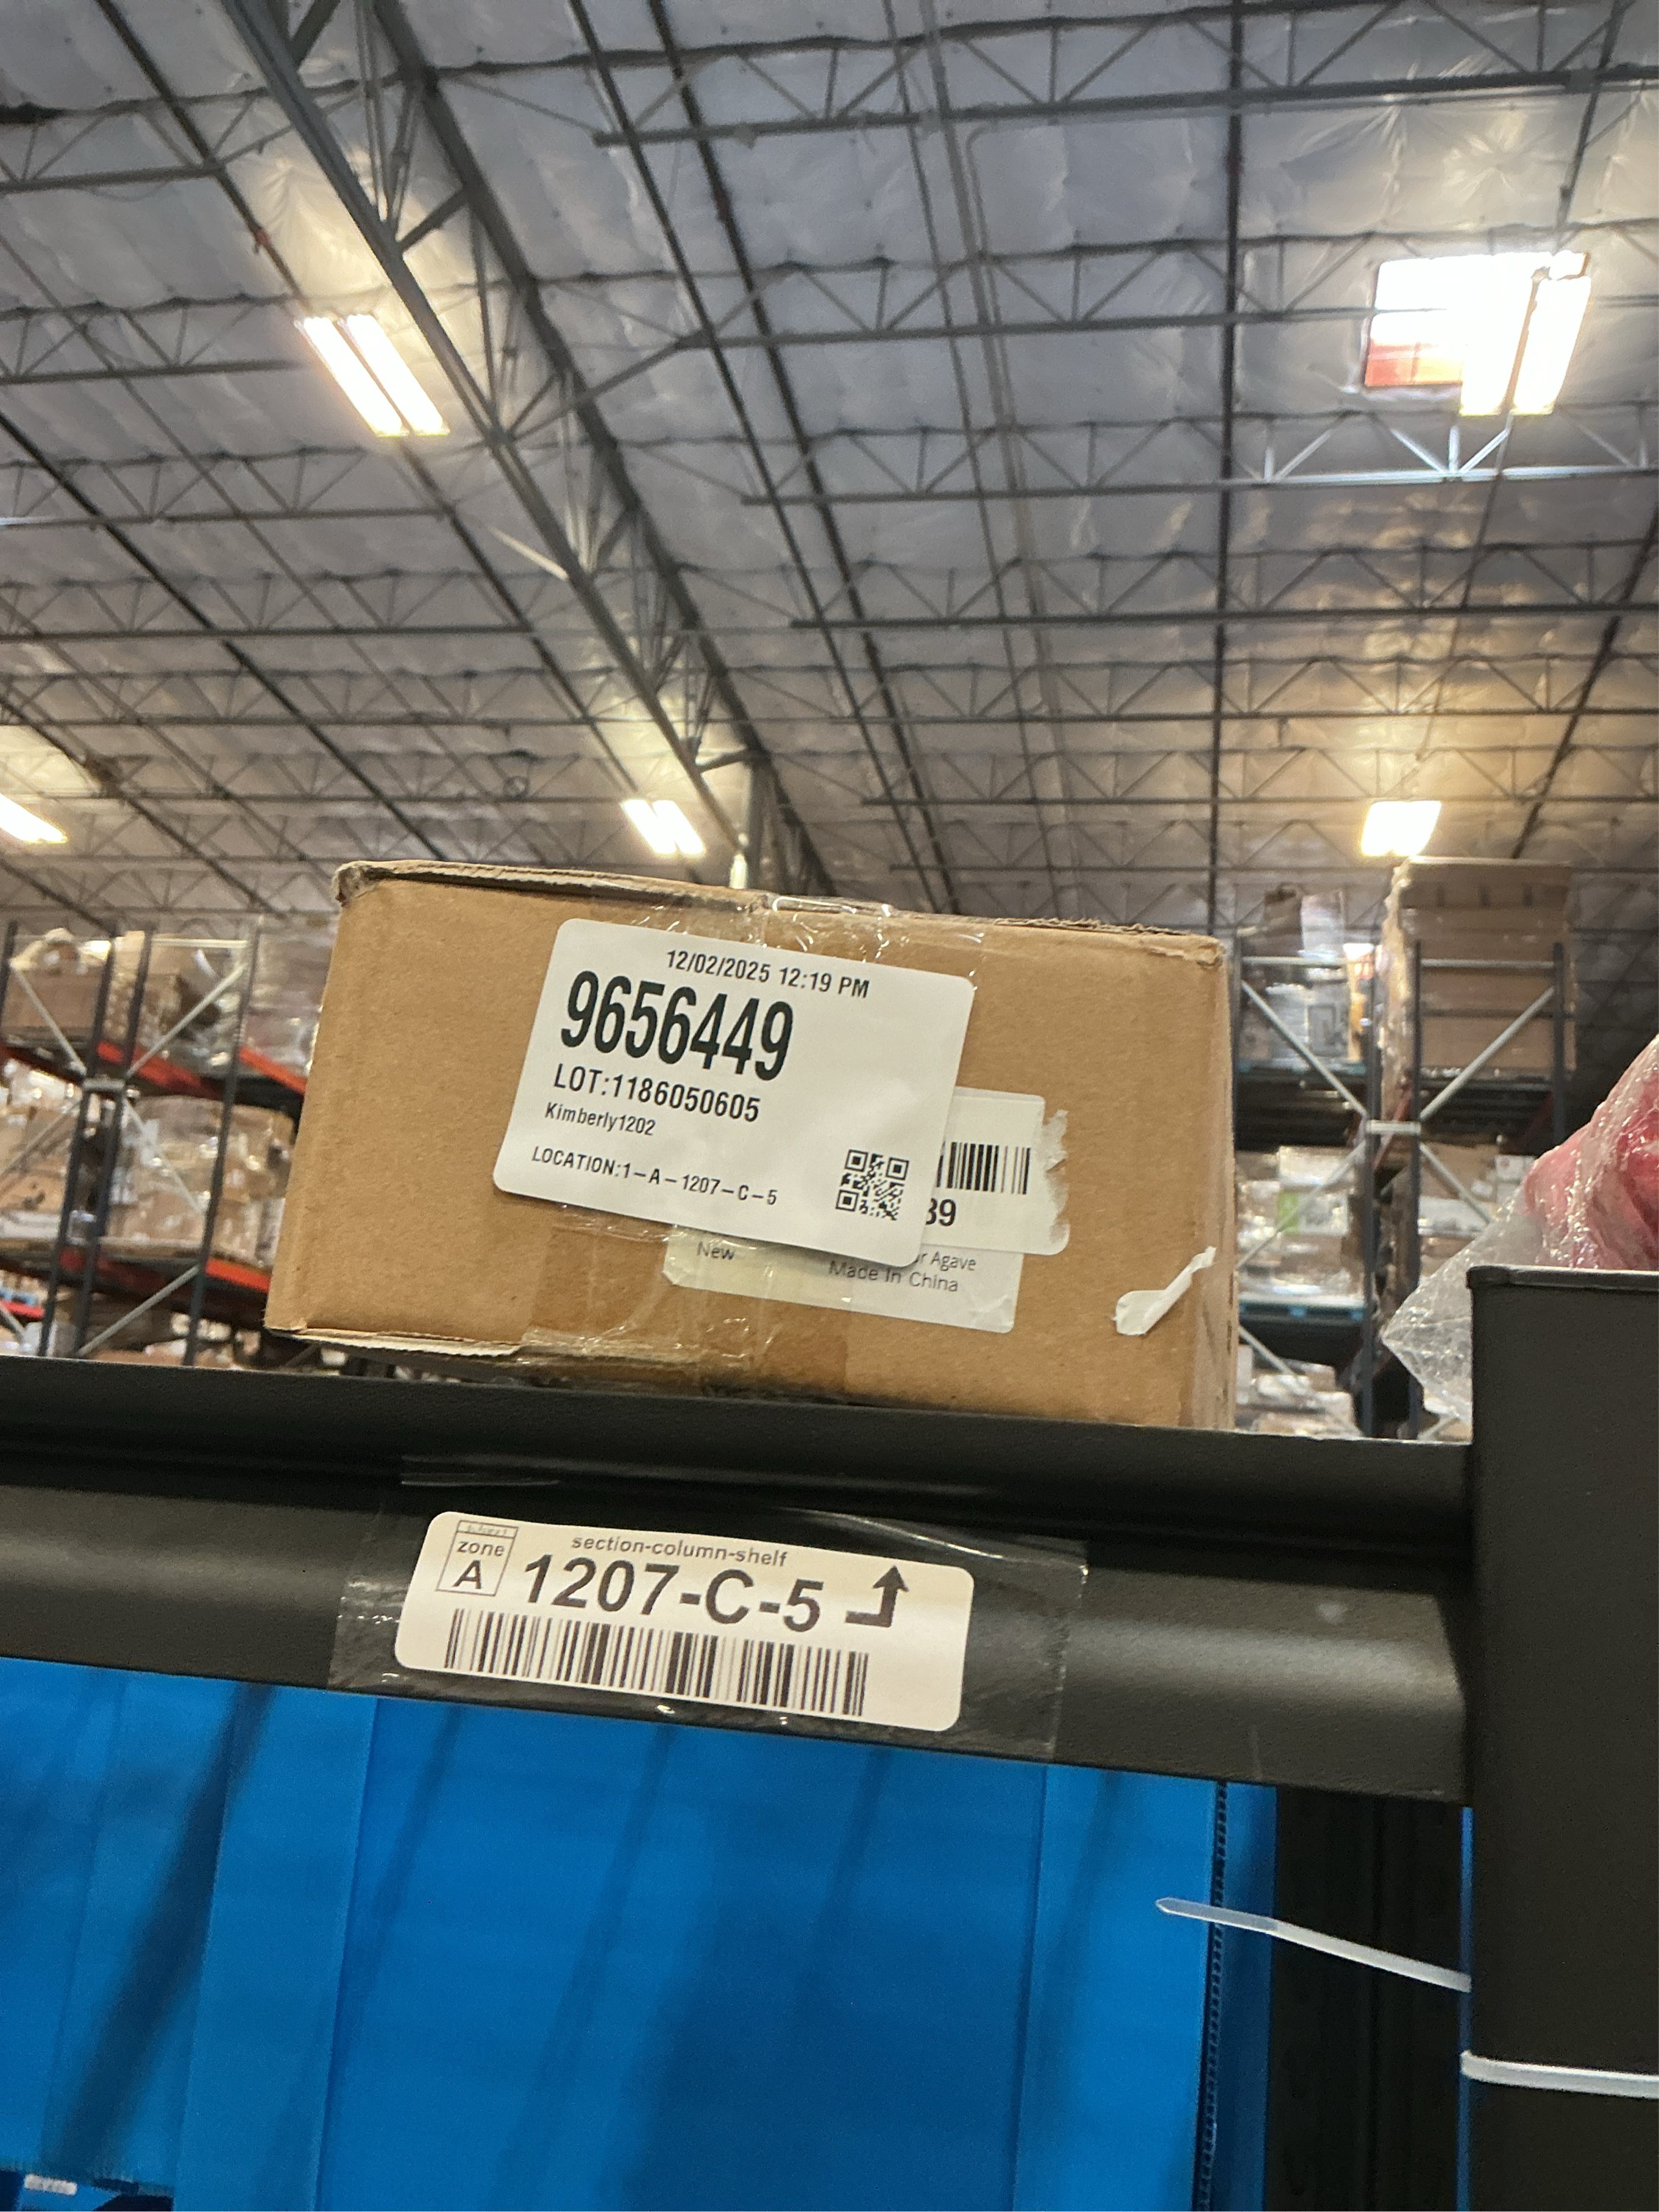 12/02/2025 12:19 PM
9656449
LOT:1186050605
Kimberly1202
LOCATION:1-A-1207-C-5
39
New
r Agave
Made In China
section-column-shelf
zone
A
1207-C-5